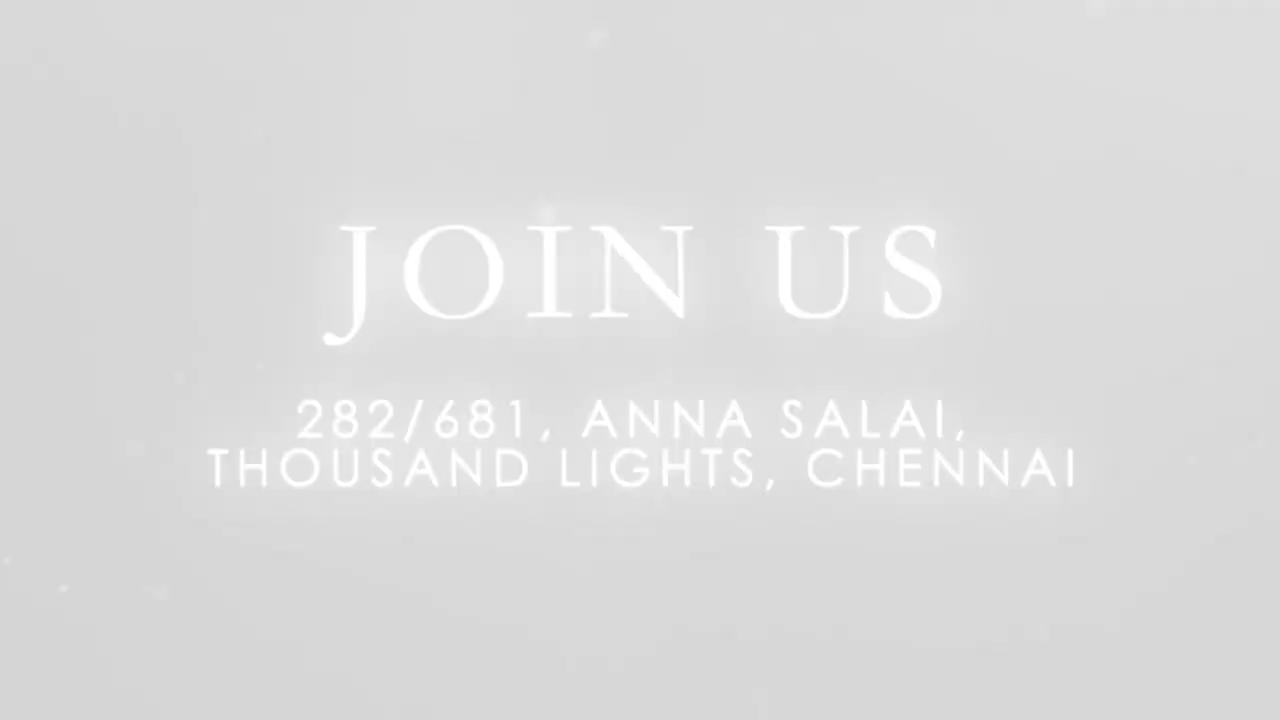 JOIN US
282/681, ANNA SALAI,
THOUSAND LIGHTS, CHENNAI